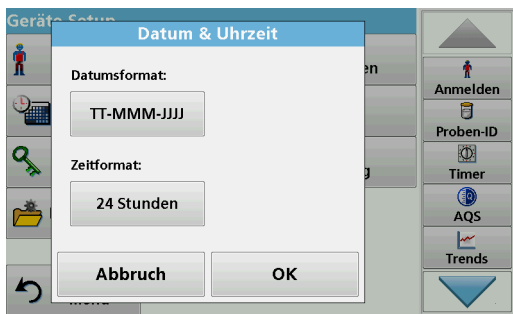 Geräte Setup
Datum & Uhrzeit
Datumsformat:
TT-MMM-JJJJ
Zeitformat:
24 Stunden
Abbruch
OK
Anmelden
Proben-ID
Timer
AQS
Trends